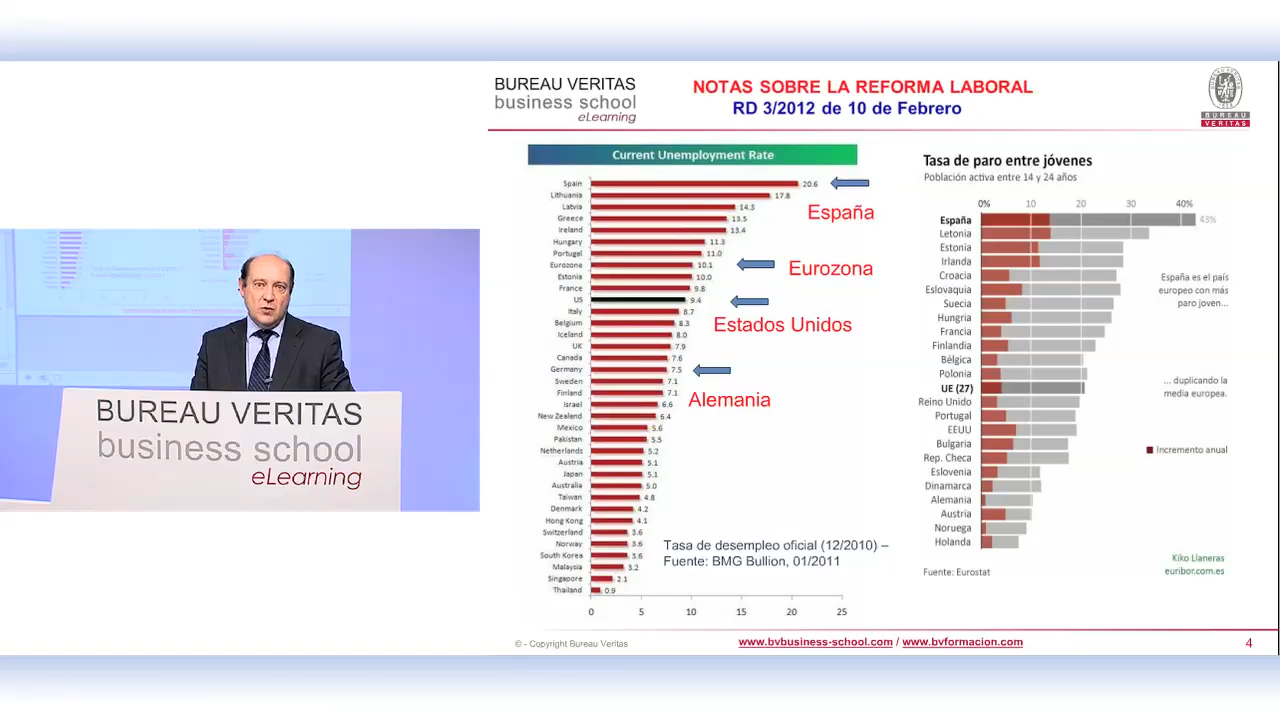 BUREAU VERITAS
business school
eLearning
NOTAS SOBRE LA REFORMA LABORAL
RD 3/2012 de 10 de Febrero
BUREAU
VERITAS
Current Unemployment Rate
Spain 20.6
Lithuania 17.8
Latvia 14.3
Greece 13.5
Ireland 13.4
Hungary 11.3
Portugal 11.0
Eurozone 10.1
Estonia 10.0
France 9.8
US 9.4
Italy 8.7
Belgium 8.3
Iceland 8.0
UK 7.9
Canada 7.6
Germany 7.5
Sweden 7.1
Finland 7.1
Israel 6.6
New Zealand 6.4
Mexico 5.6
Pakistan 5.5
Netherlands 5.2
Austria 5.1
Japan 5.1
Australia 5.0
Taiwan 4.8
Denmark 4.2
Hong Kong 4.1
Switzerland 3.6
Norway 3.6
South Korea 3.6
Malaysia 3.2
Singapore 2.1
Thailand 0.9
0 5 10 15 20 25
España
Eurozona
Estados Unidos
Alemania
Tasa de desempleo oficial (12/2010) –
Fuente: BMG Bullion, 01/2011
Tasa de paro entre jóvenes
Población activa entre 14 y 24 años
0% 10 20 30 40%
España 43%
Letonia
Estonia
Irlanda
Croacia
Eslovaquia
Suecia
Hungria
Francia
Finlandia
Bélgica
Polonia
UE (27)
Reino Unido
Portugal
EEUU
Bulgaria
Rep. Checa
Eslovenia
Dinamarca
Alemania
Austria
Noruega
Holanda
España es el país
europeo con más
paro joven...
... duplicando la
media europea.
Incremento anual
Kiko Llaneras
euribor.com.es
Fuente: Eurostat
BUREAU VERITAS
business school
eLearning
© - Copyright Bureau Veritas
www.bvbusiness-school.com / www.bvformacion.com
4